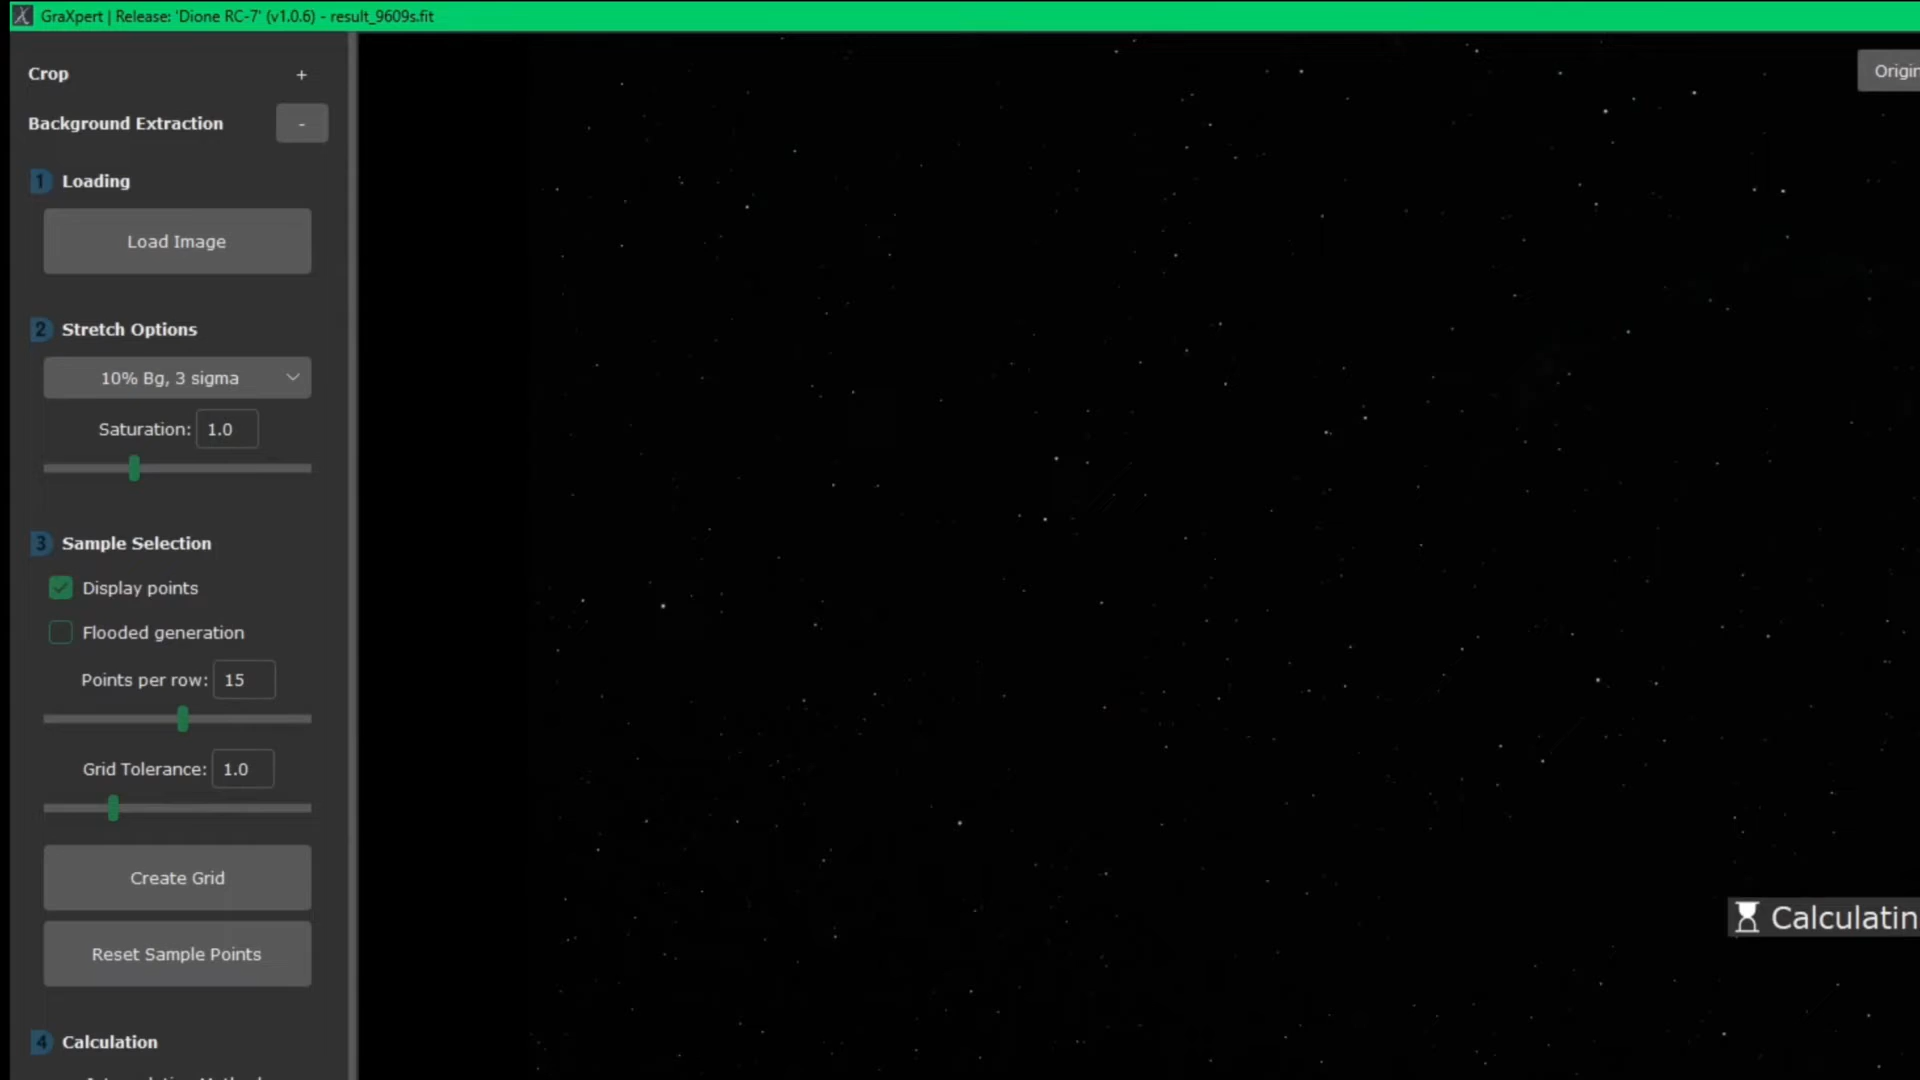 GraXpert | Release: 'Dione RC-7' (v1.0.6) - result_9609s.fit
Crop +
Origin
Background Extraction -
1 Loading
Load Image
2 Stretch Options
10% Bg, 3 sigma
Saturation: 1.0
3 Sample Selection
Display points
Flooded generation
Points per row: 15
Grid Tolerance: 1.0
Create Grid
Calculatin
Reset Sample Points
4 Calculation